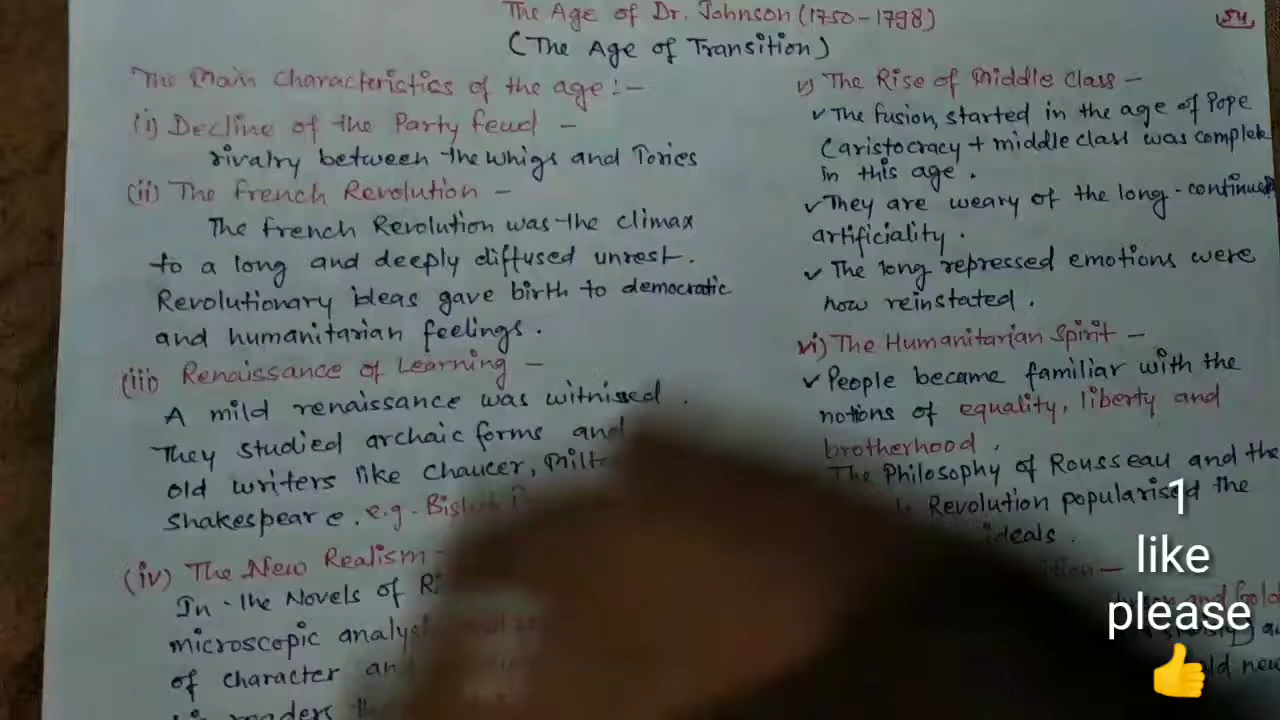 The Age of Dr. Johnson (1750-1798)
54
(The Age of Transition)
The Main Characteristics of the age :-
(i) Decline of the Party feud -
rivalry between the Whigs and Tories
(ii) The French Revolution -
The French Revolution was the climax
to a long and deeply diffused unrest.
Revolutionary ideas gave birth to democratic
and humanitarian feelings.
(iii) Renaissance of Learning -
A mild renaissance was witnissed.
They studied archaic forms and
old writers like Chaucer,
Shakespeare. e.g.
(iv) The New Realism -
In the Novels of
microscopic
of character
readers
v) The Rise of Middle Class -
✓ The fusion, started in the age of Pope
(aristocracy + middle class was
in this age.
✓ They are weary of the long-
artificiality.
✓ The long repressed emotions were
now reinstated.
vi) The Humanitarian Spirit -
✓ People became familiar with the
notions of equality, liberty and
brotherhood.
The Philosophy of Rousseau and the
Revolution popularised the
ideals.
and
1
like
please
👍